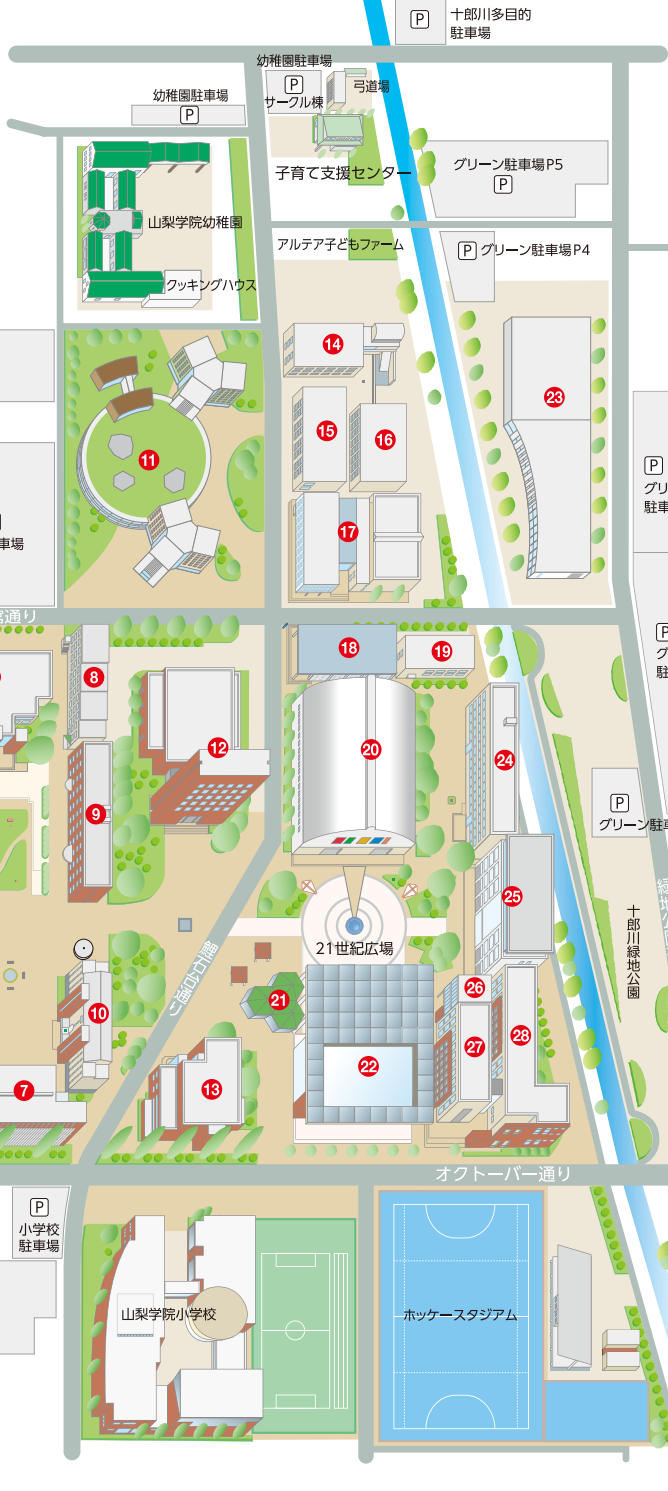 P
十郎川多目的
駐車場
幼稚園駐車場
P
サークル棟
弓道場
幼稚園駐車場
P
子育て支援センター
グリーン駐車場P5
P
山梨学院幼稚園
アルテア子どもファーム
P グリーン駐車場P4
クッキングハウス
14
23
15
16
11
P
グリ
駐車
17
車場
通り
P
グ
駐
18
19
8
12
20
24
P
グリーン駐車
9
25
十郎川緑地公園
緑地
21世紀広場
26
21
10
28
27
22
7
13
オクトーバー通り
P
小学校
駐車場
山梨学院小学校
ホッケースタジアム